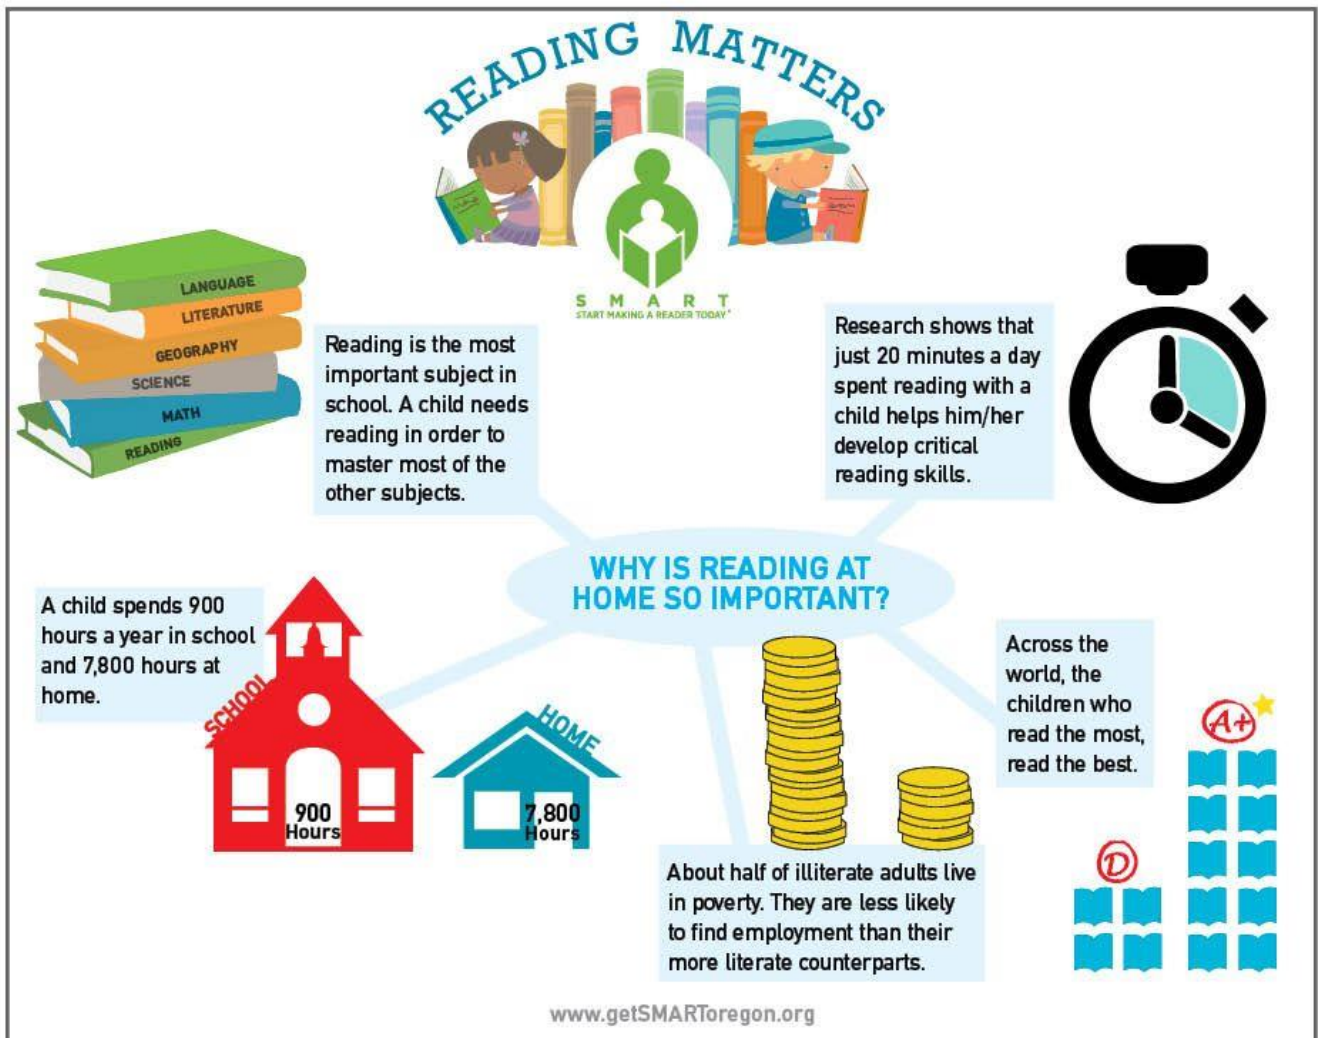 READING MATTERS
SMART
START MAKING A READER TODAY
LANGUAGE
LITERATURE
GEOGRAPHY
SCIENCE
MATH
READING
Reading is the most
important subject in
school. A child needs
reading in order to
master most of the
other subjects.
Research shows that
just 20 minutes a day
spent reading with a
child helps him/her
develop critical
reading skills.
WHY IS READING AT
HOME SO IMPORTANT?
A child spends 900
hours a year in school
and 7,800 hours at
home.
SCHOOL
900
Hours
HOME
7,800
Hours
About half of illiterate adults live
in poverty. They are less likely
to find employment than their
more literate counterparts.
Across the
world, the
children who
read the most,
read the best.
D
A+
www.getSMARToregon.org